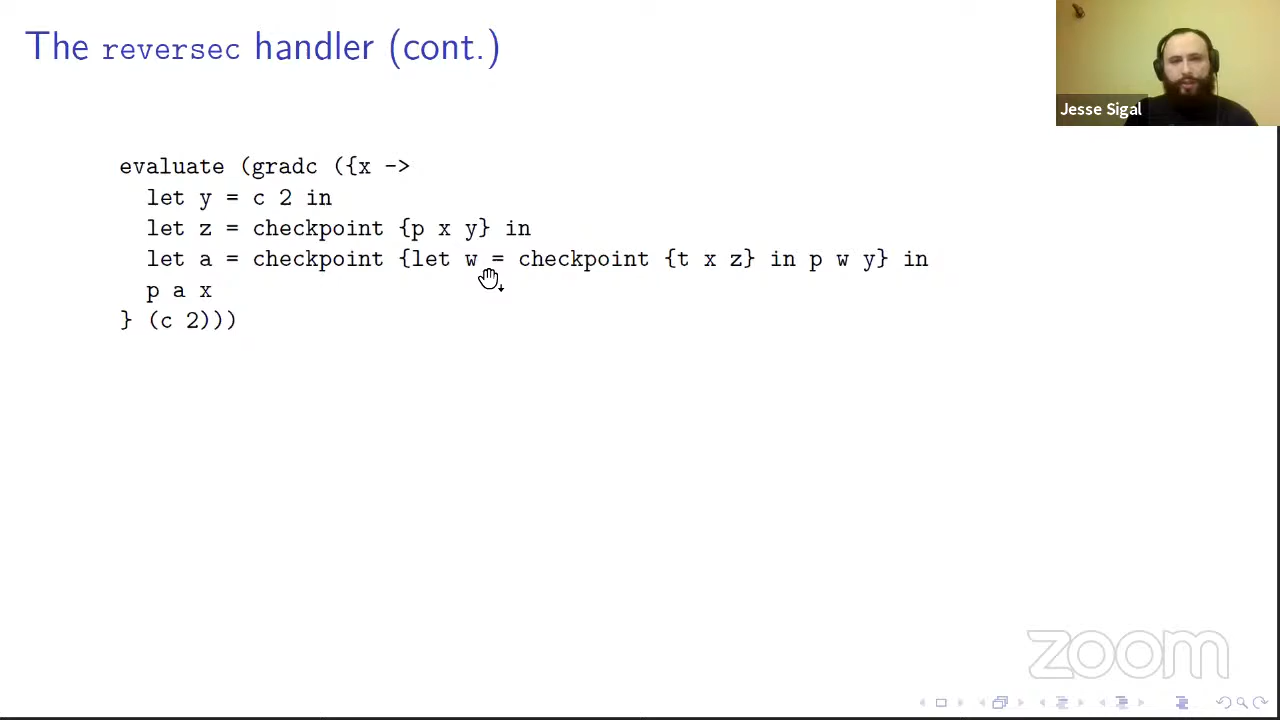 The reversec handler (cont.)
Jesse Sigal
evaluate (gradc ({x ->
let y = c 2 in
let z = checkpoint {p x y} in
let a = checkpoint {let w = checkpoint {t x z} in p w y} in
p a x
} (c 2)))
zoom